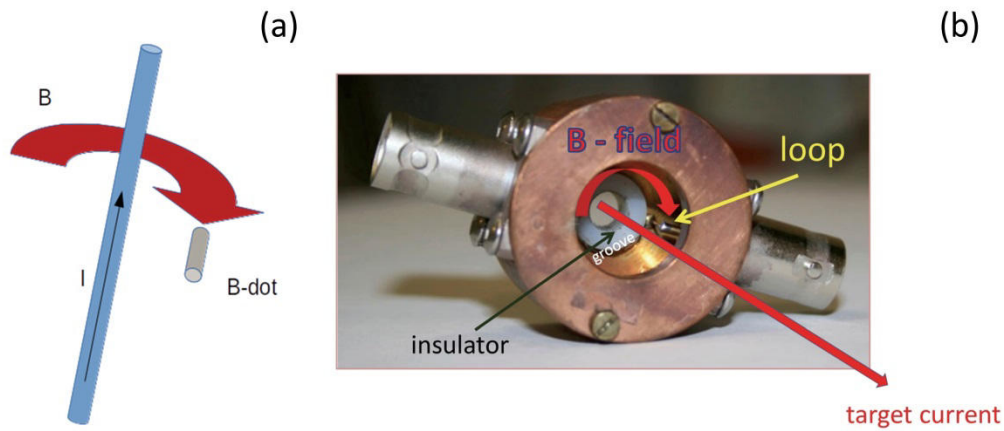 (a)
B
I
B-dot
(b)
B - field
loop
groove
insulator
target current